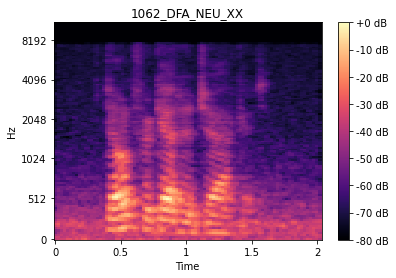 1062_DFA_NEU_XX
8192
4096
2048
1024
512
0
Hz
0
0.5
1
1.5
2
Time
+0 dB
-10 dB
-20 dB
-30 dB
-40 dB
-50 dB
-60 dB
-70 dB
-80 dB